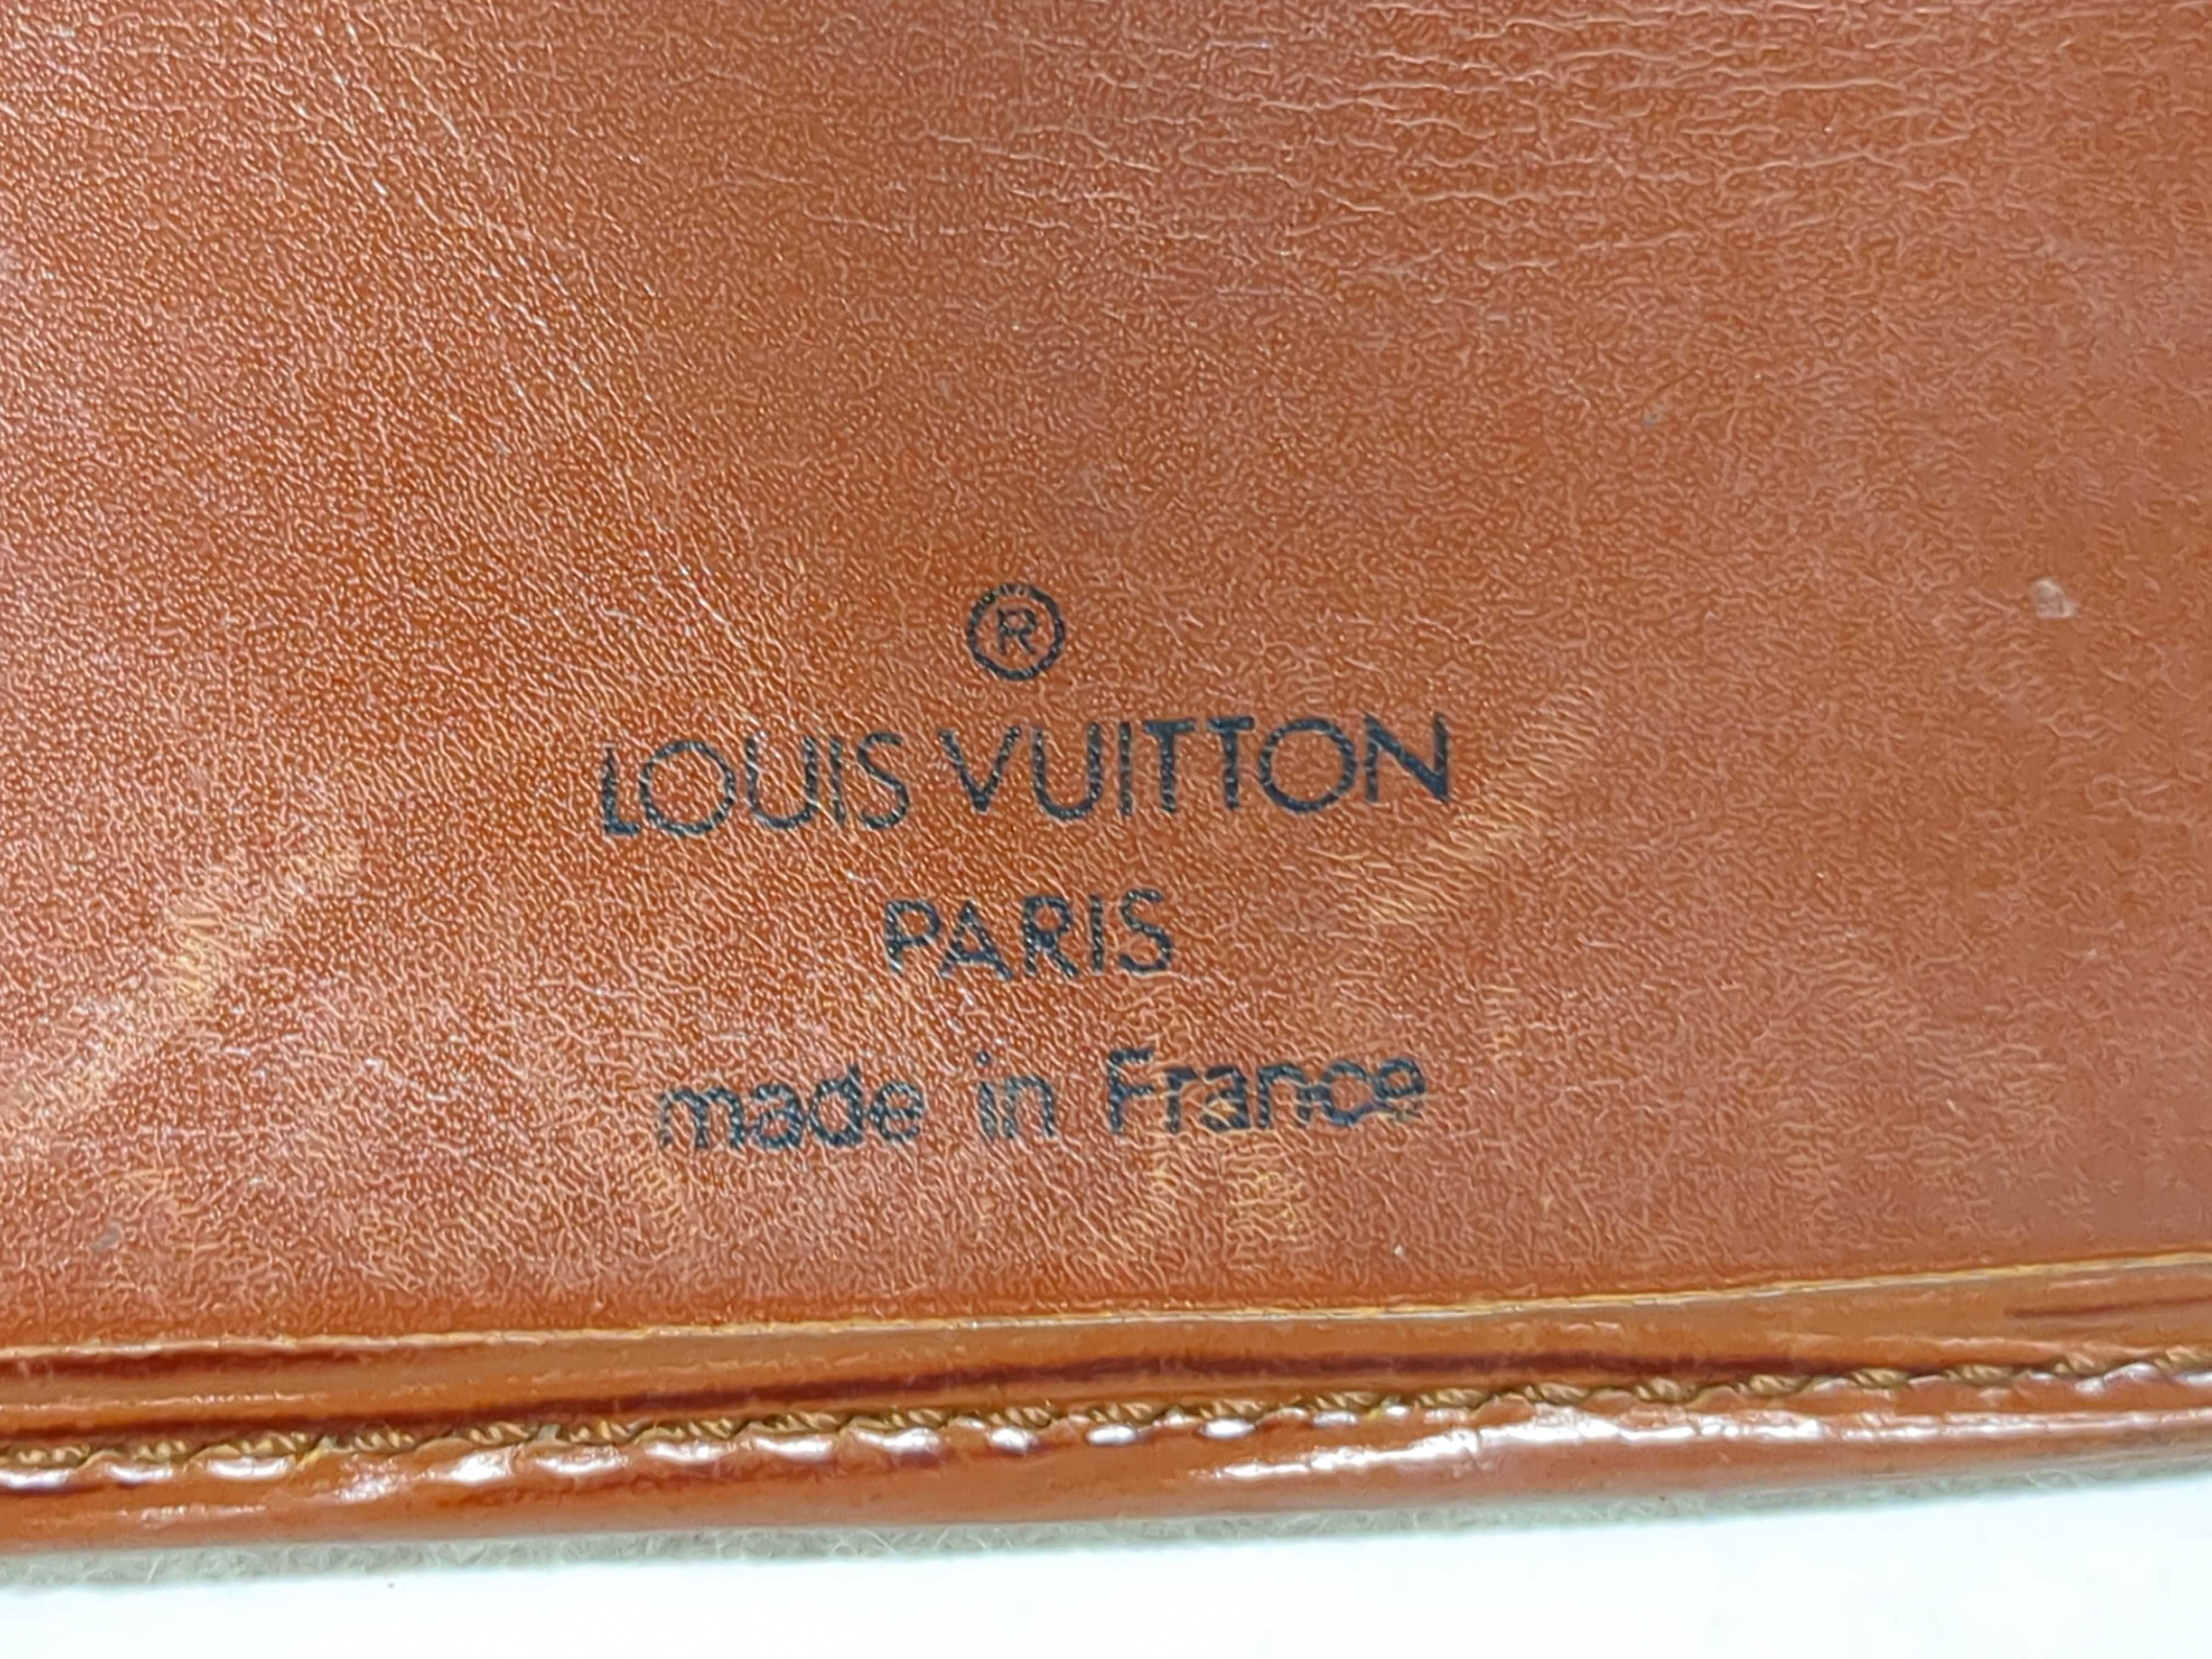 ®
LOUIS VUITTON
PARIS
made in France